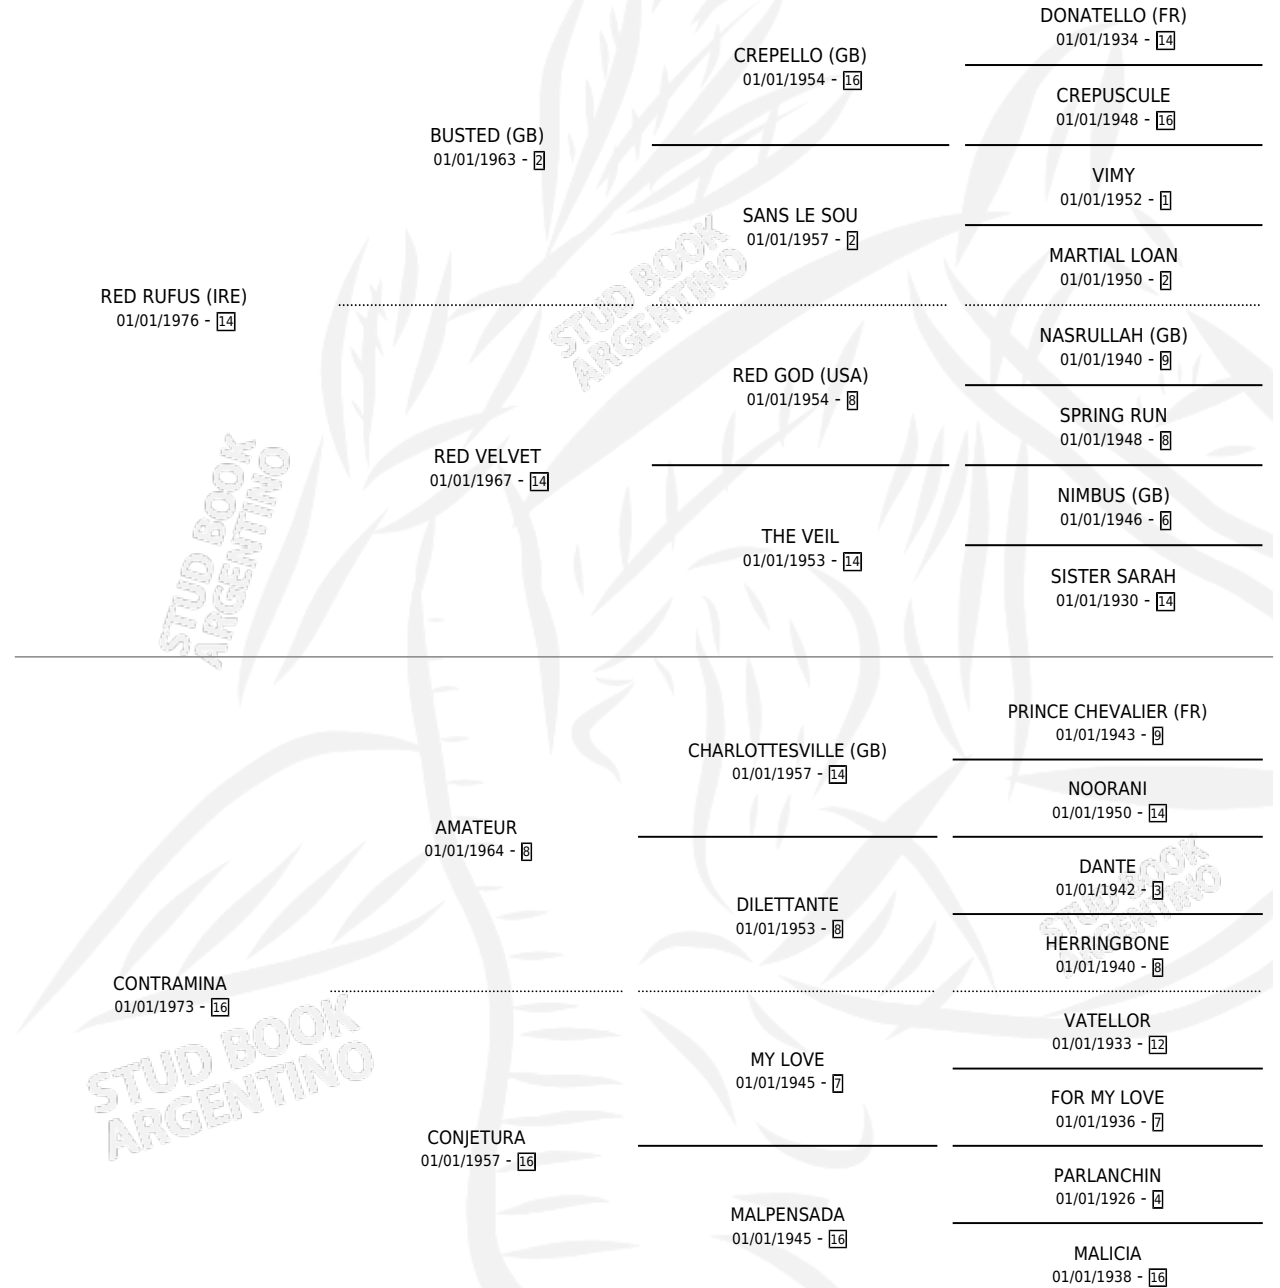 DONATELLO (FR)
01/01/1934 - 14
CREPELLO (GB)
01/01/1954 - 16
CREPUSCULE
01/01/1948 - 16
BUSTED (GB)
01/01/1963 - 2
VIMY
01/01/1952 - 1
SANS LE SOU
01/01/1957 - 2
MARTIAL LOAN
01/01/1950 - 2
RED RUFUS (IRE)
01/01/1976 - 14
NASRULLAH (GB)
01/01/1940 - 9
RED GOD (USA)
01/01/1954 - 8
SPRING RUN
01/01/1948 - 8
RED VELVET
01/01/1967 - 14
NIMBUS (GB)
01/01/1946 - 6
THE VEIL
01/01/1953 - 14
SISTER SARAH
01/01/1930 - 14
PRINCE CHEVALIER (FR)
01/01/1943 - 9
CHARLOTTESVILLE (GB)
01/01/1957 - 14
NOORANI
01/01/1950 - 14
AMATEUR
01/01/1964 - 8
DANTE
01/01/1942 - 3
DILETTANTE
01/01/1953 - 8
HERRINGBONE
01/01/1940 - 8
CONTRAMINA
01/01/1973 - 16
VATELLOR
01/01/1933 - 12
MY LOVE
01/01/1945 - 7
FOR MY LOVE
01/01/1936 - 7
CONJETURA
01/01/1957 - 16
PARLANCHIN
01/01/1926 - 4
MALPENSADA
01/01/1945 - 16
MALICIA
01/01/1938 - 16
STUD BOOK
ARGENTINO
STUD BOOK
ARGENTINO
STUD BOOK
ARGENTINO
STUD BOOK
ARGENTINO